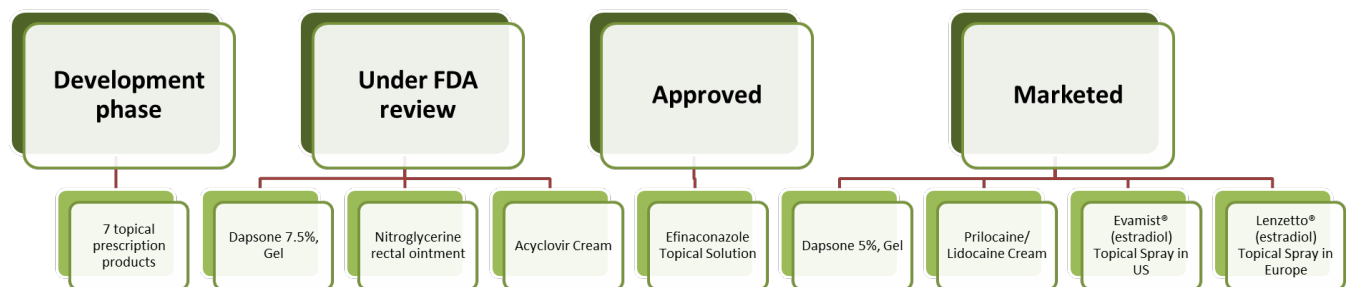 Development
phase
Under FDA
review
Approved
Marketed
7 topical
prescription
products
Dapsone 7.5%,
Gel
Nitroglycerine
rectal ointment
Acyclovir Cream
Efinaconazole
Topical Solution
Dapsone 5%, Gel
Prilocaine/
Lidocaine Cream
Evamist®
(estradiol)
Topical Spray in
US
Lenzetto®
(estradiol)
Topical Spray in
Europe